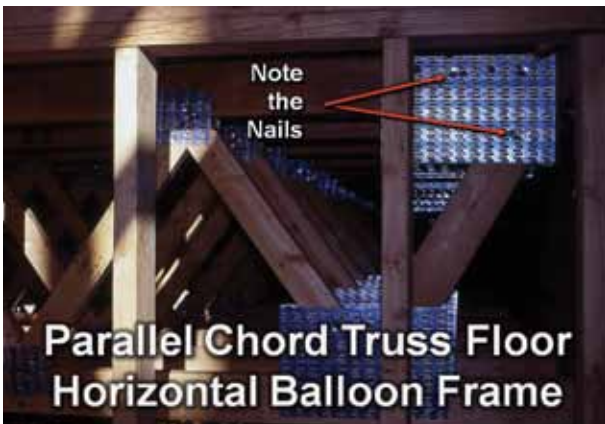 Note
the
Nails
Parallel Chord Truss Floor
Horizontal Balloon Frame